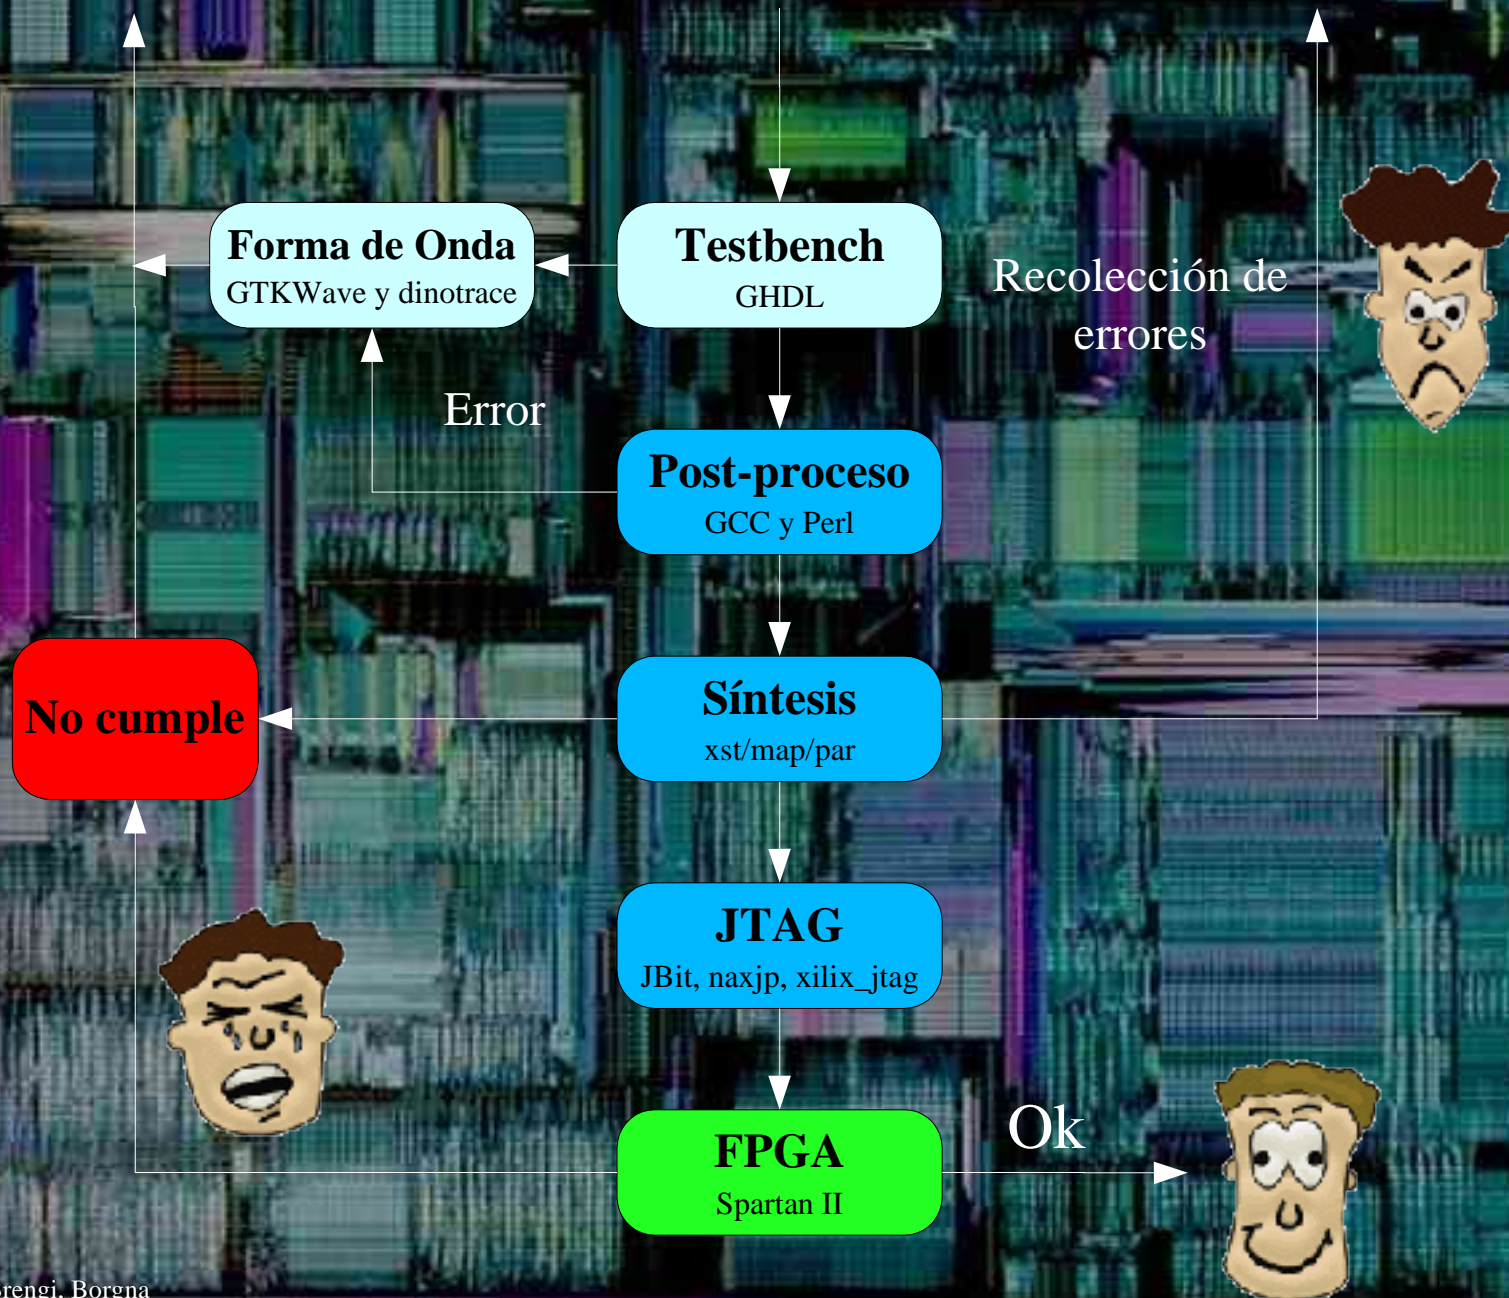 Forma de Onda
GTKWave y dinotrace
Testbench
GHDL
Recolección de
errores
Error
Post-proceso
GCC y Perl
No cumple
Síntesis
xst/map/par
JTAG
JBit, naxjp, xilix_jtag
FPGA
Spartan II
Ok
Borgna